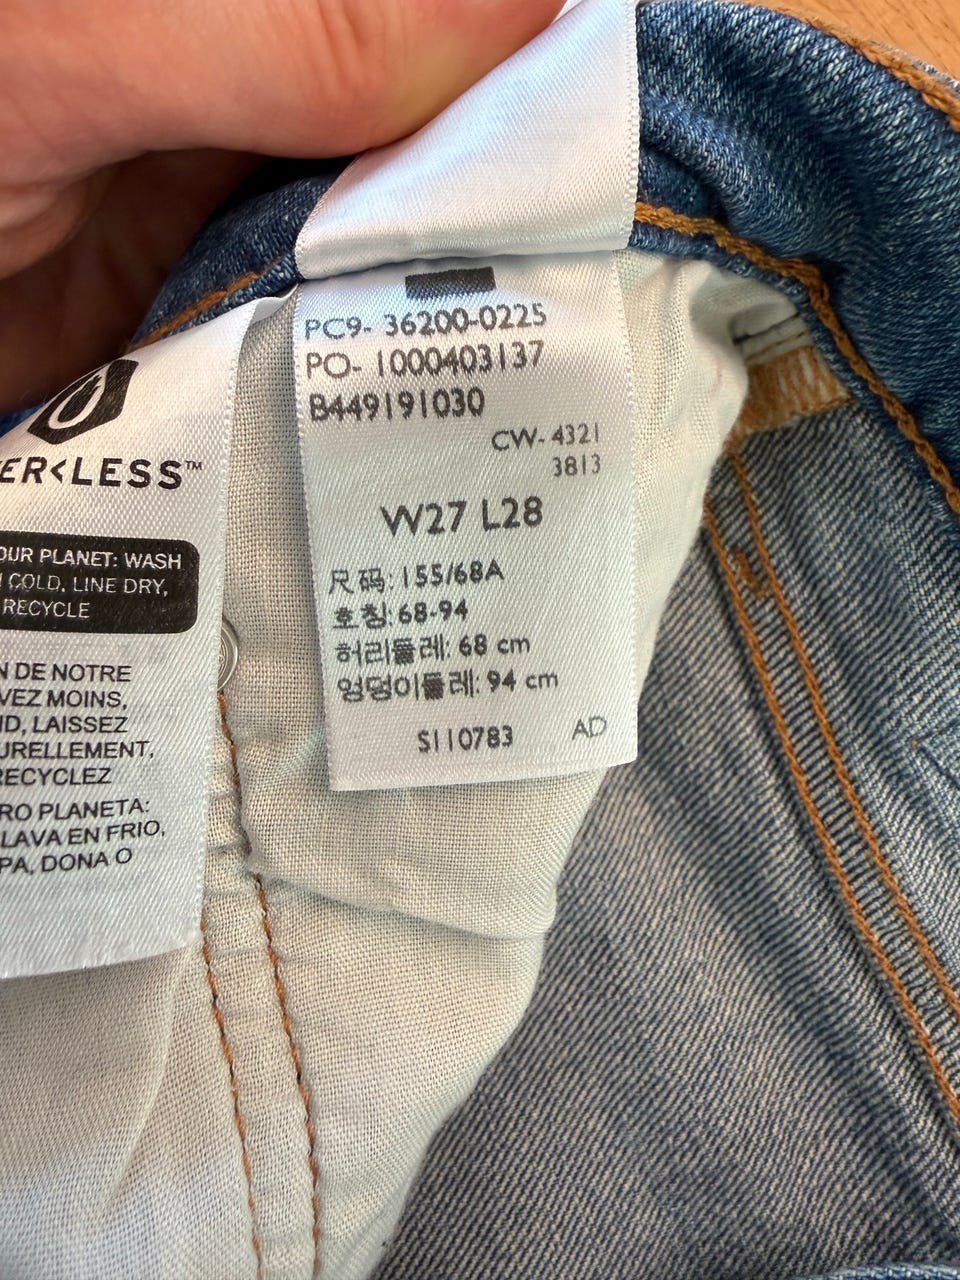 ER<LESS™
OUR PLANET: WASH
COLD, LINE DRY,
RECYCLE
N DE NOTRE
VEZ MOINS,
ID, LAISSEZ
URELLEMENT,
RECYCLEZ
RO PLANETA:
LAVA EN FRIO,
PA, DONA O
PC9- 36200-0225
PO- 1000403137
B449191030
CW- 4321
3813
W27 L28
尺码: 155/68A
호칭: 68-94
허리둘레: 68 cm
엉덩이둘레: 94 cm
S110783 AD